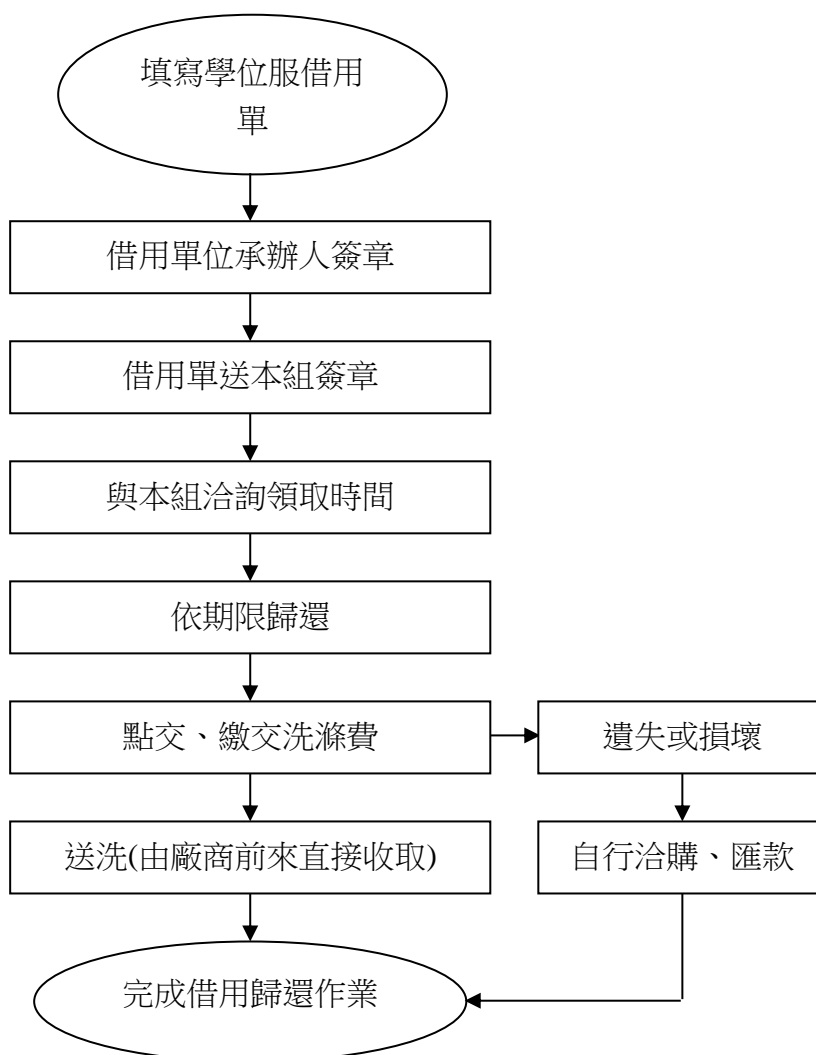 填寫學位服借用
單
借用單位承辦人簽章
借用單送本組簽章
與本組洽詢領取時間
依期限歸還
點交、繳交洗滌費
遺失或損壞
送洗(由廠商前來直接收取)
自行洽購、匯款
完成借用歸還作業